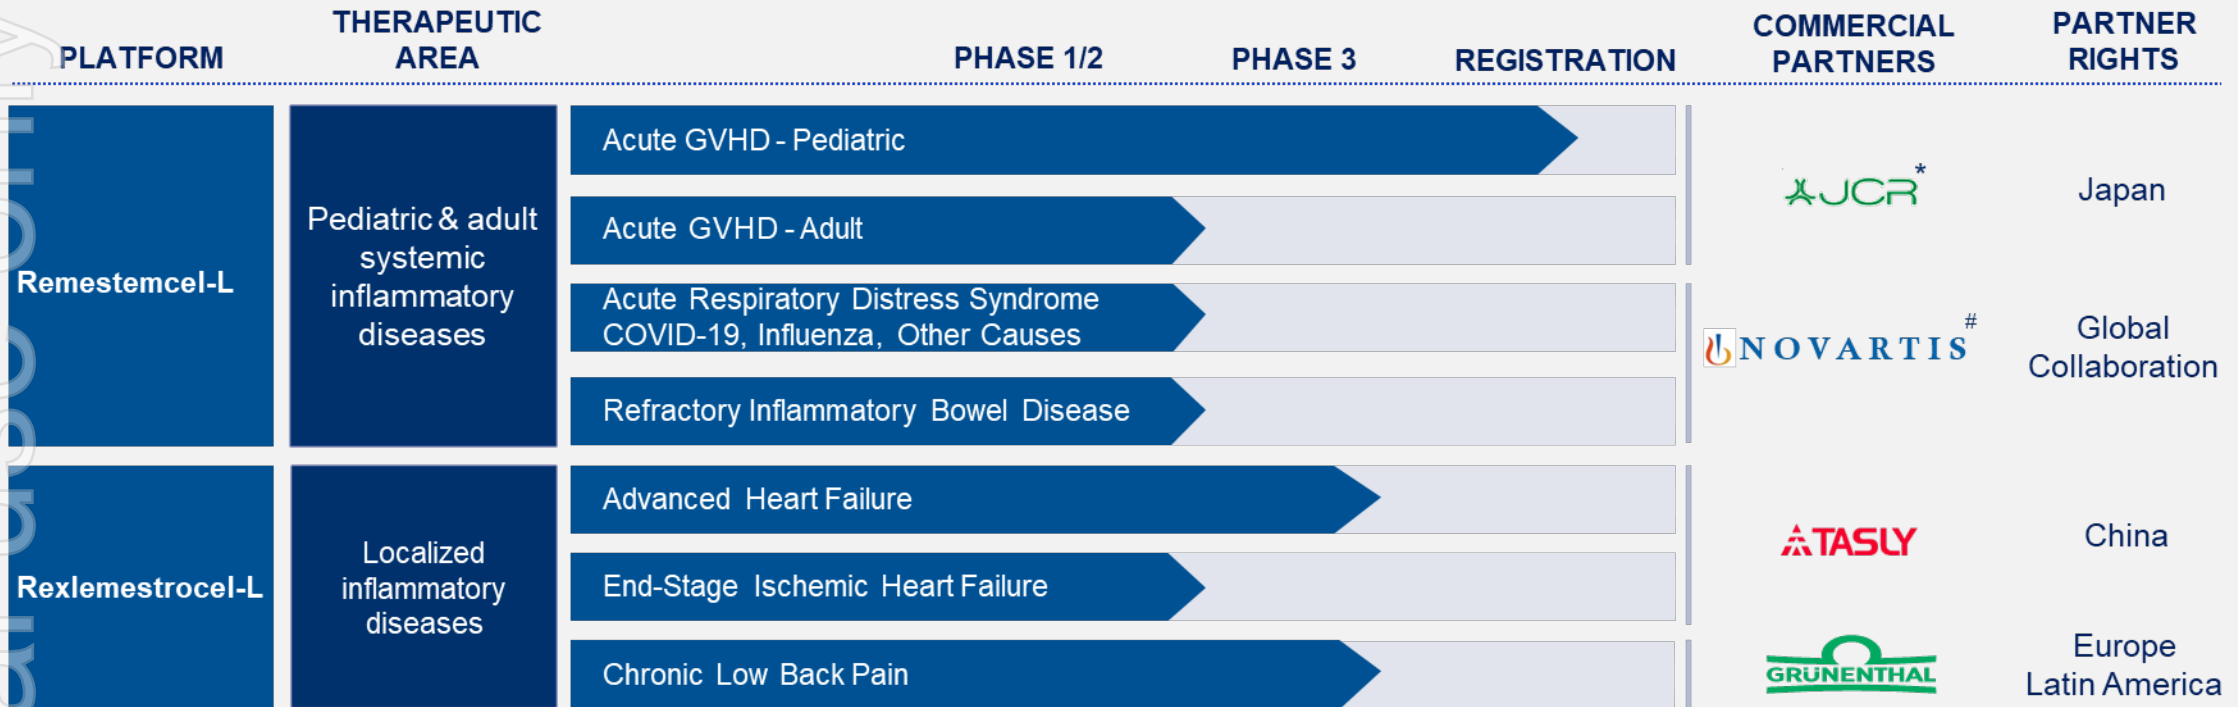 PLATFORM
THERAPEUTIC
AREA
PHASE 1/2
PHASE 3
REGISTRATION
COMMERCIAL
PARTNERS
PARTNER
RIGHTS
Remestemcel-L
Pediatric & adult
systemic
inflammatory
diseases
Acute GVHD - Pediatric
Acute GVHD - Adult
Acute Respiratory Distress Syndrome
COVID-19, Influenza, Other Causes
Refractory Inflammatory Bowel Disease
JCR*
Japan
NOVARTIS#
Global
Collaboration
Rexlemestrocel-L
Localized
inflammatory
diseases
Advanced Heart Failure
End-Stage Ischemic Heart Failure
Chronic Low Back Pain
TASLY
China
GRÜNENTHAL
Europe
Latin America